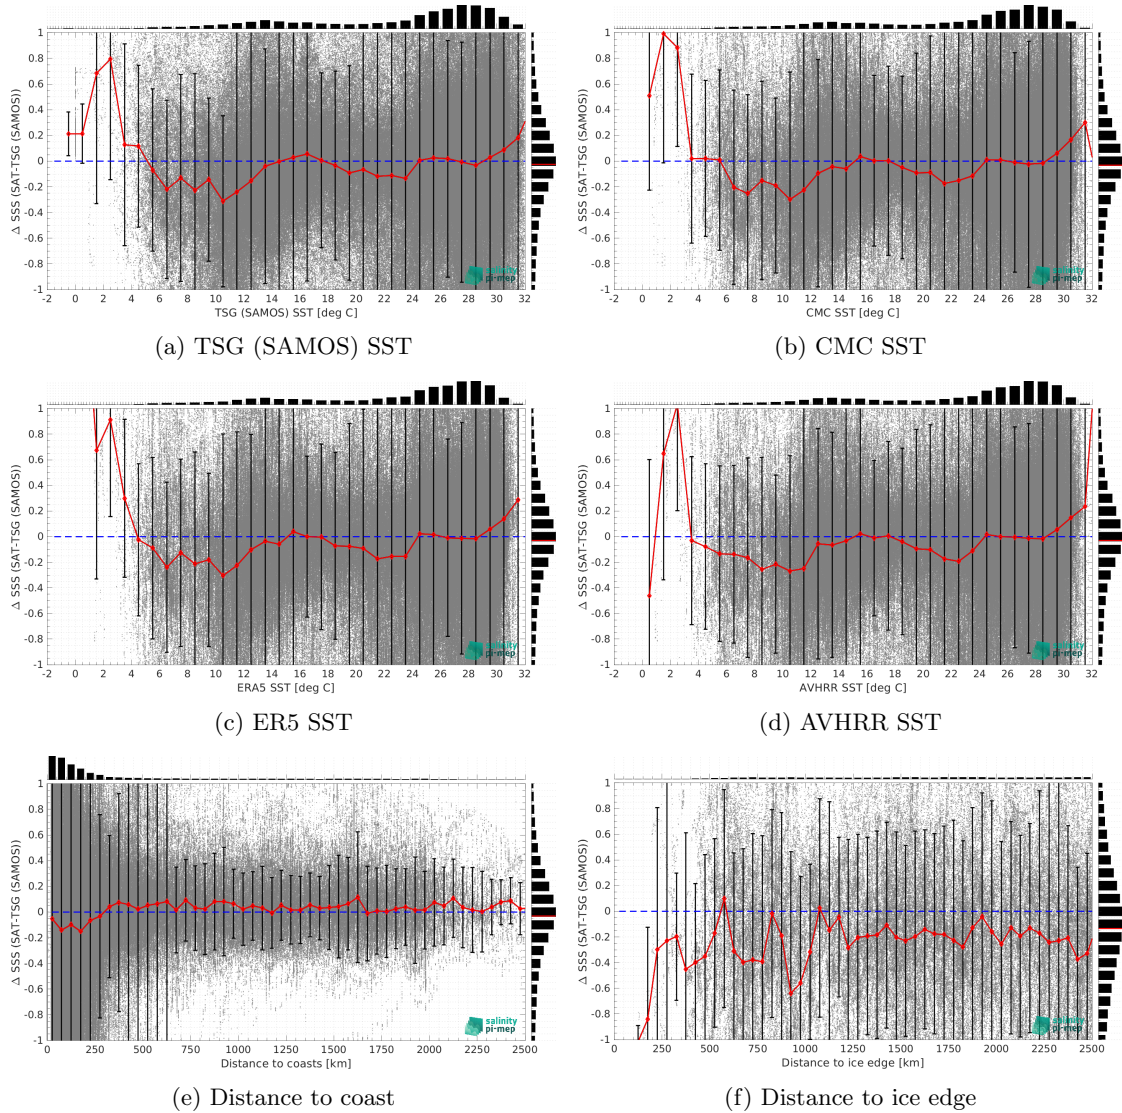 1
0.8
0.6
0.4
0.2
0
-0.2
-0.4
-0.6
-0.8
-1
Δ SSS (SAT-TSG (SAMOS))
-2 0 2 4 6 8 10 12 14 16 18 20 22 24 26 28 30 32
TSG (SAMOS) SST [deg C]
salinity
pi-mep
(a) TSG (SAMOS) SST
1
0.8
0.6
0.4
0.2
0
-0.2
-0.4
-0.6
-0.8
-1
Δ SSS (SAT-TSG (SAMOS))
-2 0 2 4 6 8 10 12 14 16 18 20 22 24 26 28 30 32
CMC SST [deg C]
salinity
pi-mep
(b) CMC SST
1
0.8
0.6
0.4
0.2
0
-0.2
-0.4
-0.6
-0.8
-1
Δ SSS (SAT-TSG (SAMOS))
-2 0 2 4 6 8 10 12 14 16 18 20 22 24 26 28 30 32
ERA5 SST [deg C]
salinity
pi-mep
(c) ER5 SST
1
0.8
0.6
0.4
0.2
0
-0.2
-0.4
-0.6
-0.8
-1
Δ SSS (SAT-TSG (SAMOS))
-2 0 2 4 6 8 10 12 14 16 18 20 22 24 26 28 30 32
AVHRR SST [deg C]
salinity
pi-mep
(d) AVHRR SST
1
0.8
0.6
0.4
0.2
0
-0.2
-0.4
-0.6
-0.8
-1
Δ SSS (SAT-TSG (SAMOS))
0 250 500 750 1000 1250 1500 1750 2000 2250 2500
Distance to coasts [km]
salinity
pi-mep
(e) Distance to coast
1
0.8
0.6
0.4
0.2
0
-0.2
-0.4
-0.6
-0.8
-1
Δ SSS (SAT-TSG (SAMOS))
0 250 500 750 1000 1250 1500 1750 2000 2250 2500
Distance to ice edge [km]
salinity
pi-mep
(f) Distance to ice edge